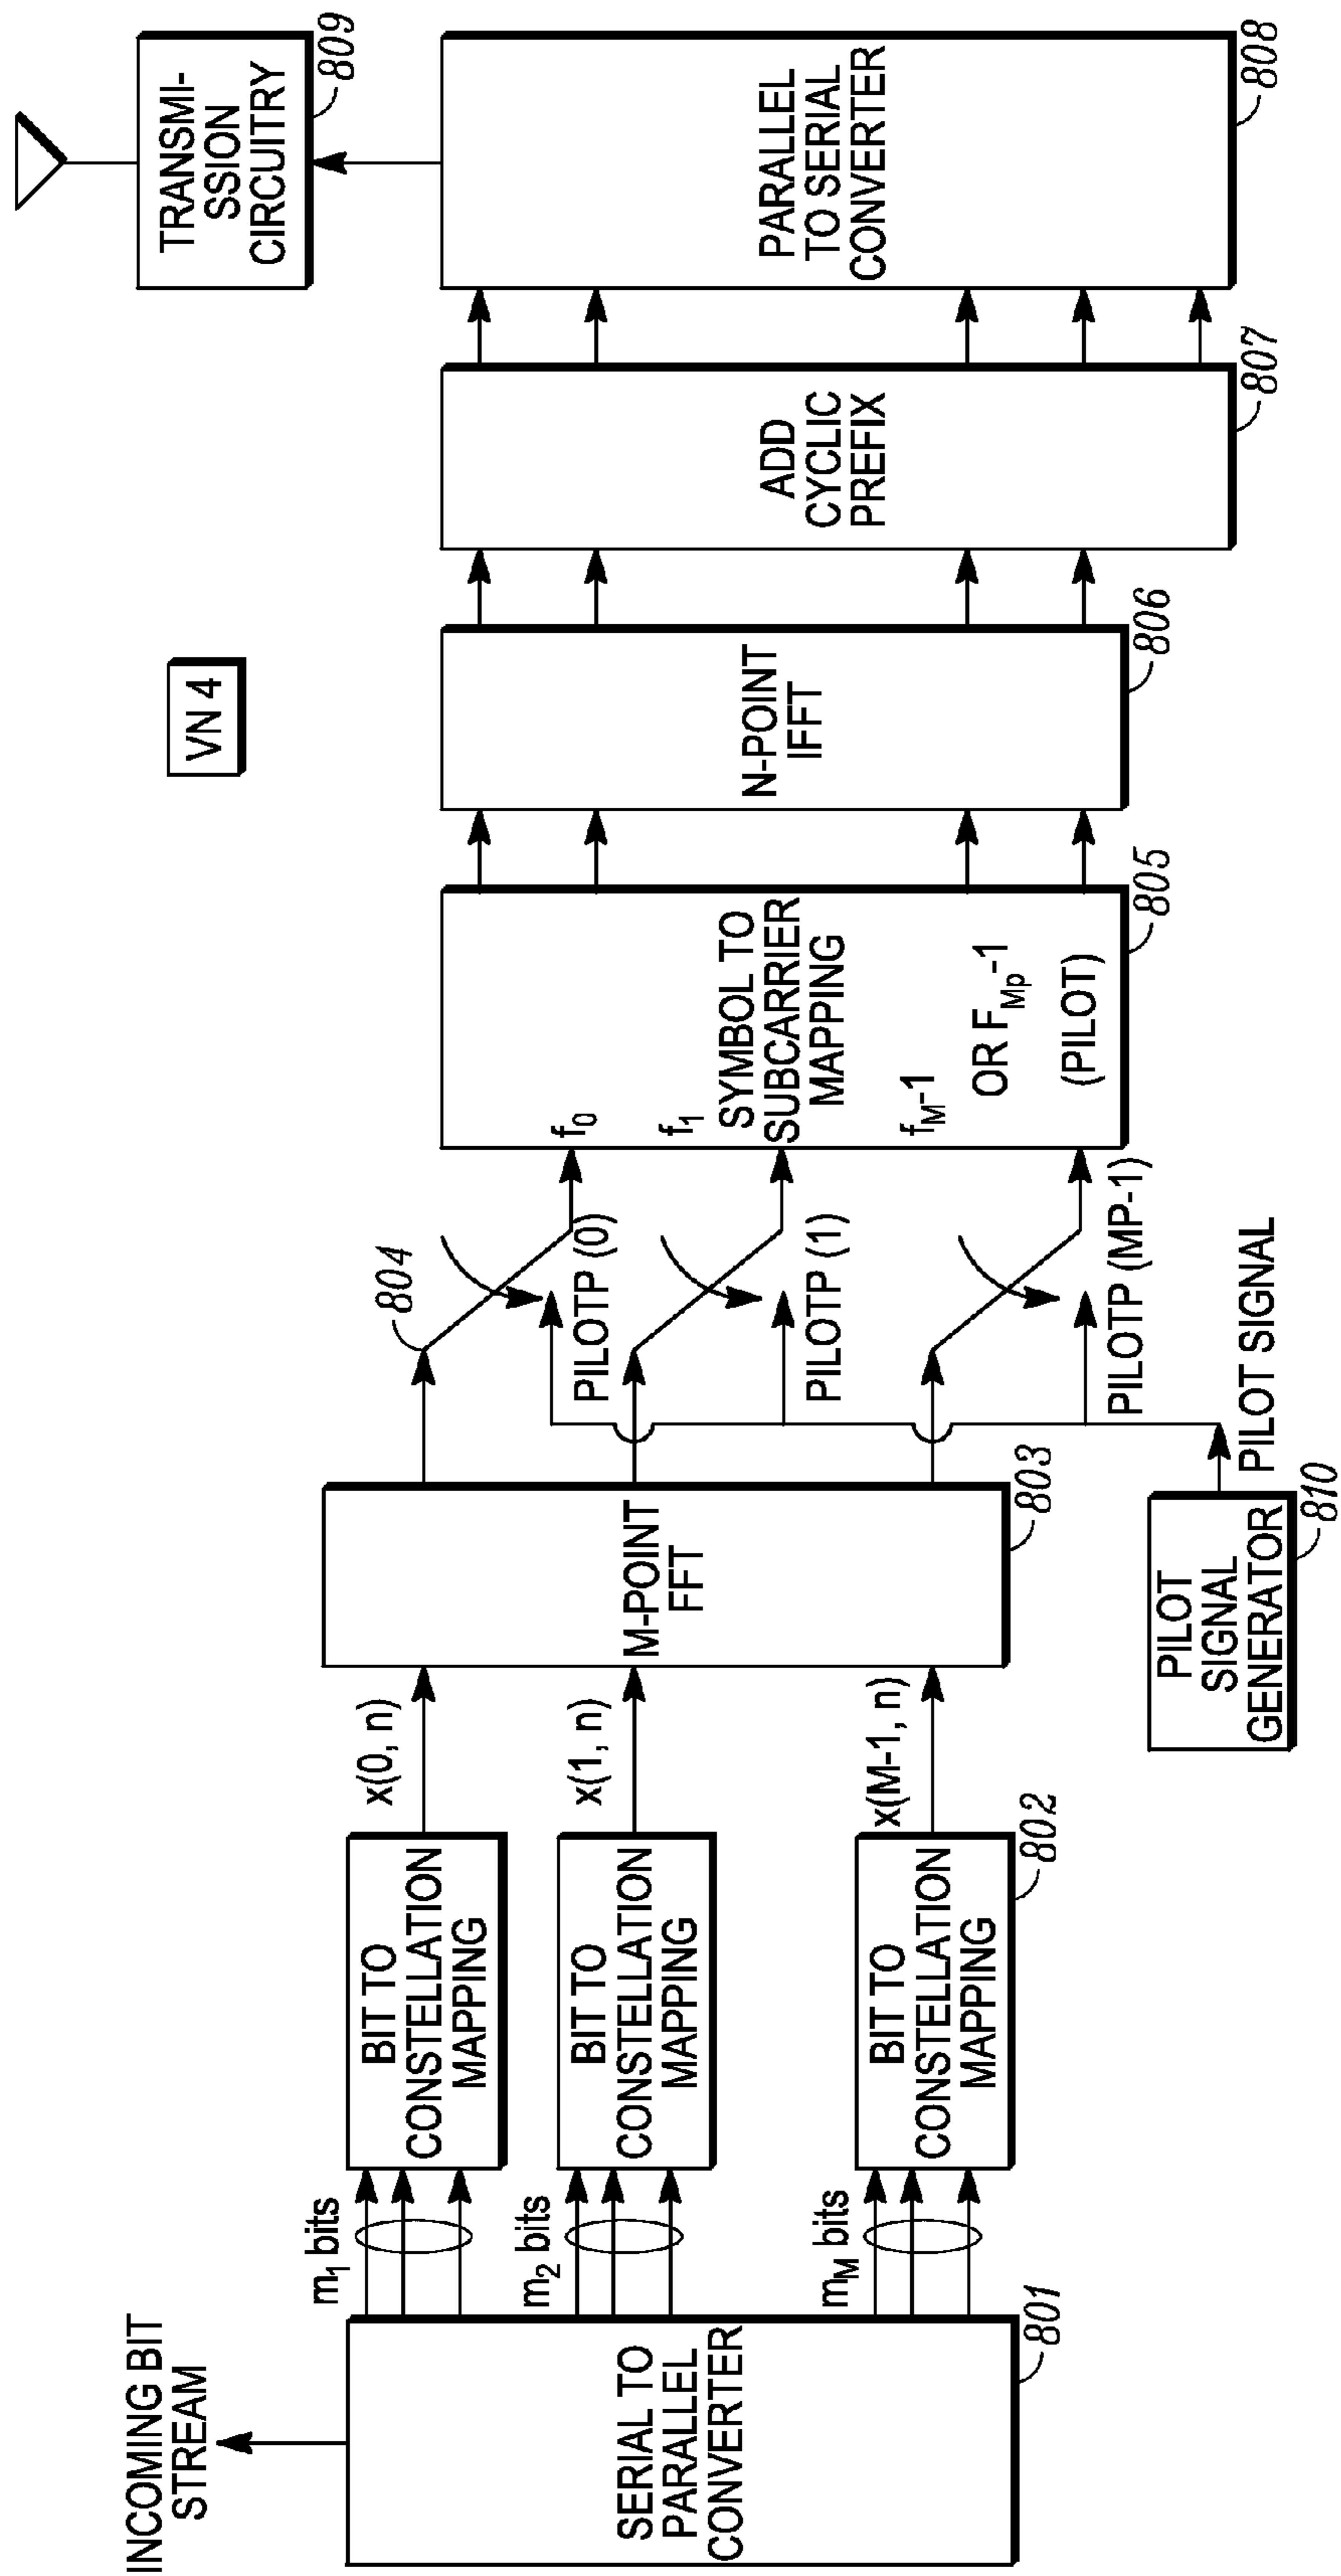 INCOMING BIT
STREAM
SERIAL TO
PARALLEL
CONVERTER
801
m1 bits
m2 bits
mM bits
BIT TO
CONSTELLATION
MAPPING
BIT TO
CONSTELLATION
MAPPING
BIT TO
CONSTELLATION
MAPPING
802
x(0, n)
x(1, n)
x(M-1, n)
M-POINT
FFT
803
PILOT
SIGNAL
GENERATOR
810
PILOT SIGNAL
804
PILOTP (0)
PILOTP (1)
PILOTP (MP-1)
f0
f1
SYMBOL TO
SUBCARRIER
MAPPING
fM-1
OR FMp-1
(PILOT)
805
VN 4
N-POINT
IFFT
806
ADD
CYCLIC
PREFIX
807
PARALLEL
TO SERIAL
CONVERTER
808
TRANSMI-
SSION
CIRCUITRY
809